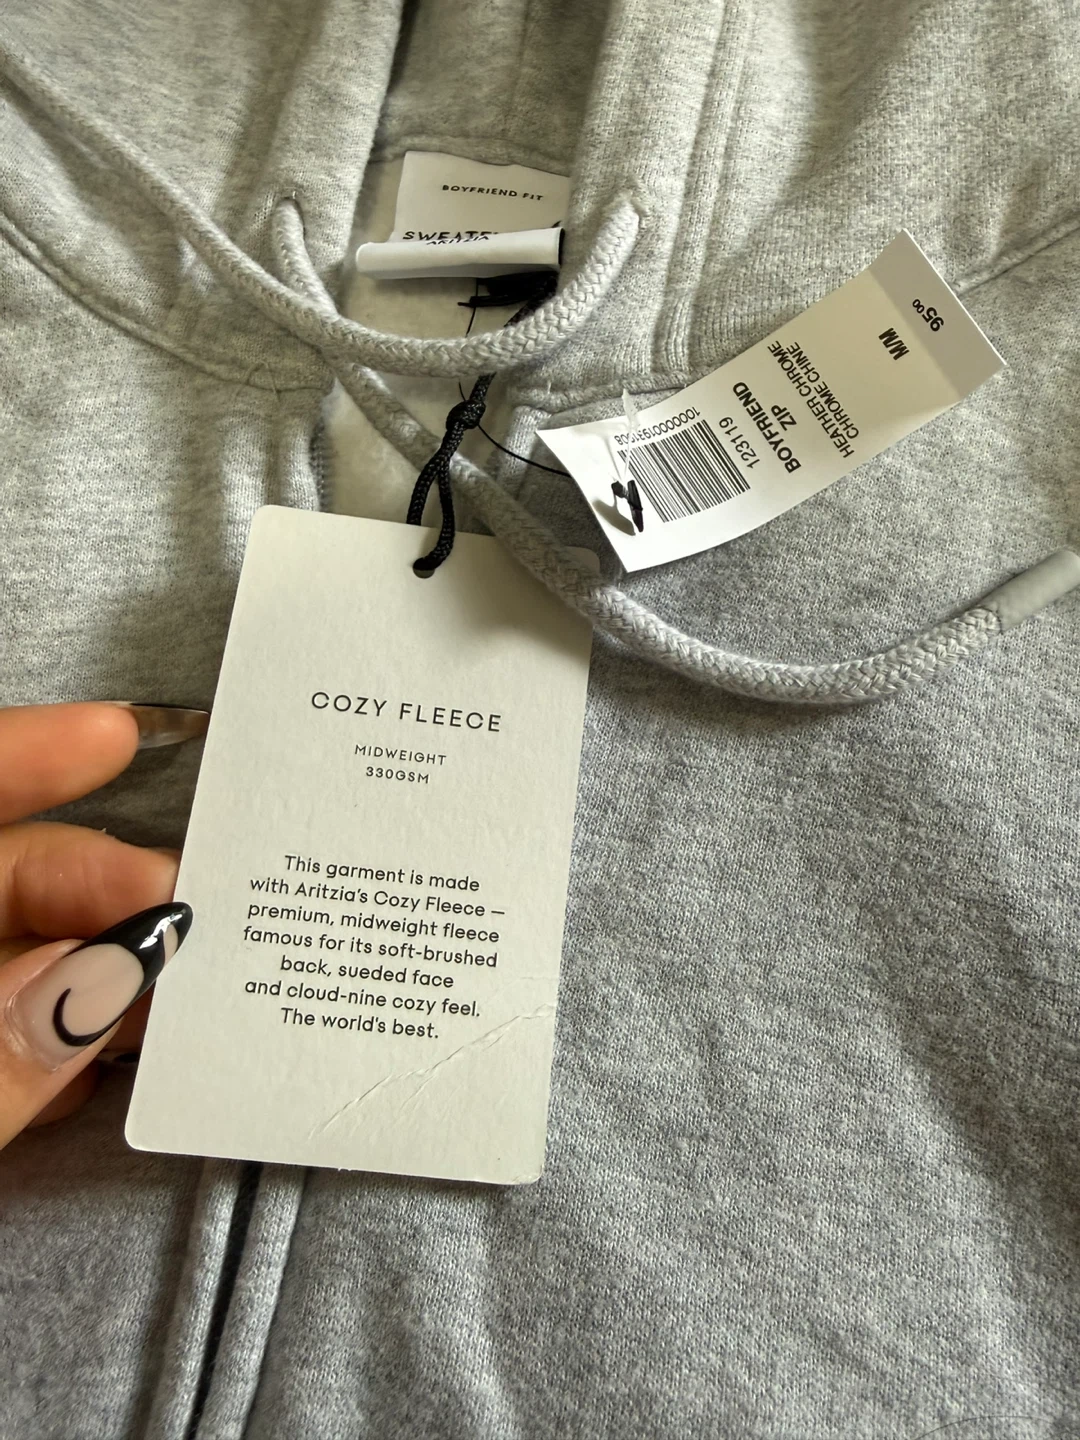 BOYFRIEND FIT
ARITZIA
COZY FLEECE
MIDWEIGHT
330GSM
This garment is made
with Aritzia's Cozy Fleece —
premium, midweight fleece
famous for its soft-brushed
back, sueded face
and cloud-nine cozy feel.
The world's best.
123119
BOYFRIEND
ZIP
HEATHER CHROME
CHROME CHINE
M/M
95.00